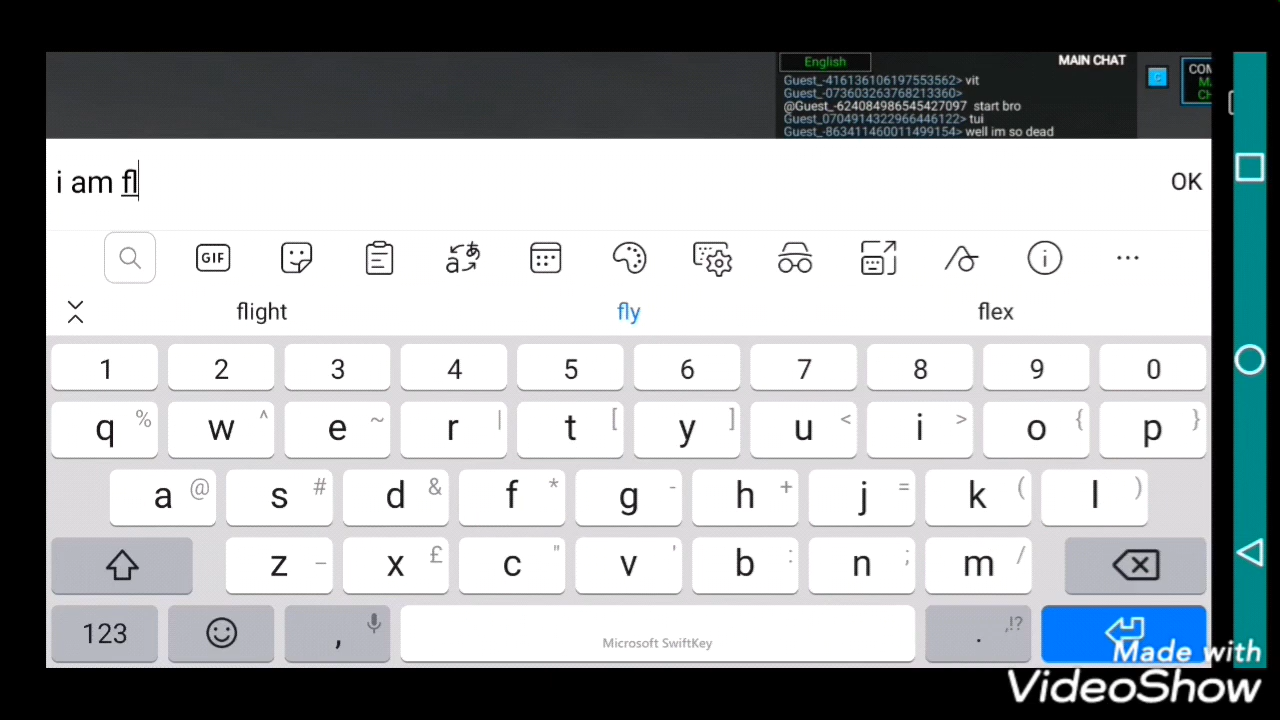 English
MAIN CHAT
Guest_-416136106197553562> vit
Guest_-073603263768213360>
@Guest_-624084986545427097 start bro
Guest_0704914322966446122> tui
Guest_-863411460011499154> well im so dead
i am fl
OK
GIF
flight fly flex
1 2 3 4 5 6 7 8 9 0
q % w ^ e ~ r | t [ y ] u < i > o { p }
a @ s # d & f * g - h + j = k ( l )
z _ x £ c " v ' b : n ; m /
123 , Microsoft SwiftKey . ,!?
Made with
VideoShow